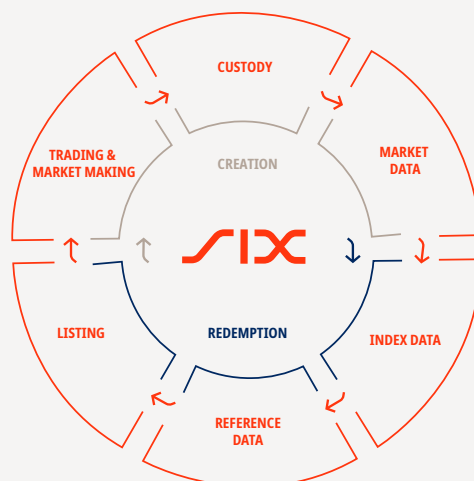 CUSTODY
TRADING &
MARKET MAKING
CREATION
MARKET
DATA
SIX
LISTING
REDEMPTION
INDEX DATA
REFERENCE
DATA